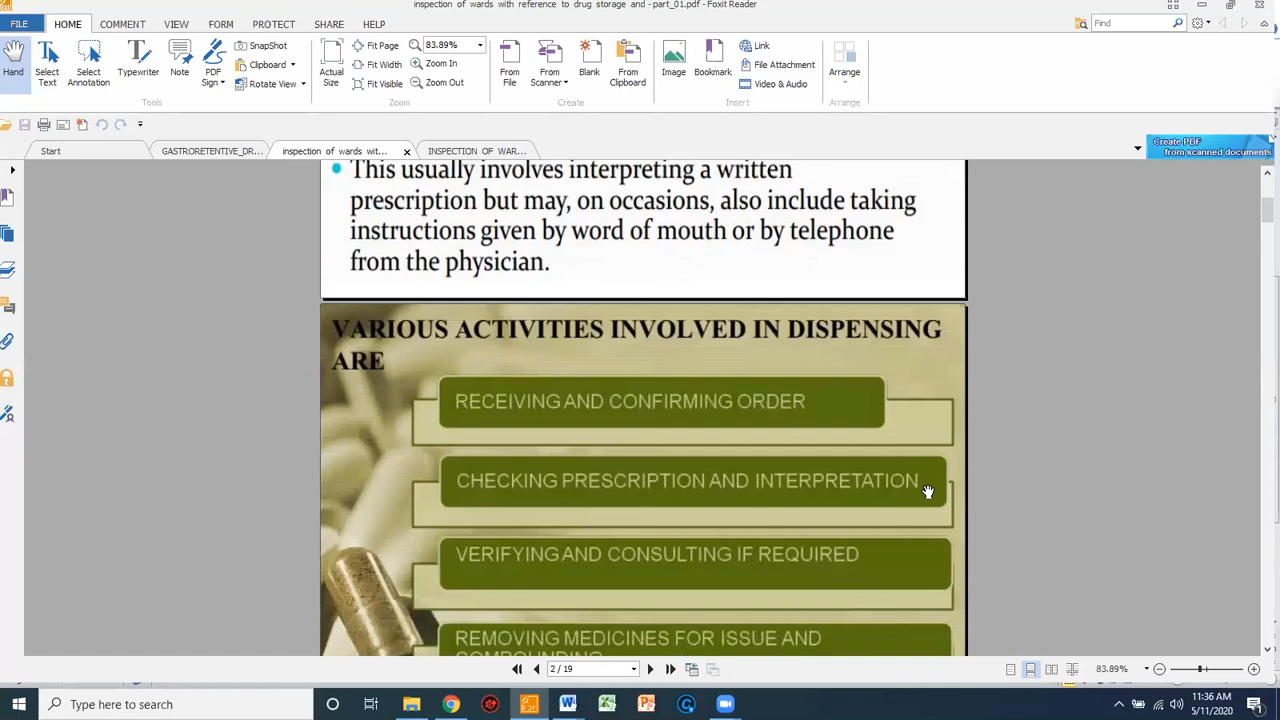 inspection of wards with reference to drug storage and - part_01.pdf - Foxit Reader
FILE HOME COMMENT VIEW FORM PROTECT SHARE HELP
Find
Hand
Select Text
Select Annotation
Typewriter
Note
PDF Sign
SnapShot
Clipboard
Rotate View
Tools
Actual Size
Fit Page
Fit Width
Fit Visible
83.89%
Zoom In
Zoom Out
Zoom
From File
From Scanner
Blank
From Clipboard
Create
Image
Bookmark
Link
File Attachment
Video & Audio
Insert
Arrange
Arrange
Start GASTRORETENTIVE_DR... inspection of wards wit... INSPECTION OF WAR...
Create PDF
from scanned documents
This usually involves interpreting a written
prescription but may, on occasions, also include taking
instructions given by word of mouth or by telephone
from the physician.
VARIOUS ACTIVITIES INVOLVED IN DISPENSING
ARE
RECEIVING AND CONFIRMING ORDER
CHECKING PRESCRIPTION AND INTERPRETATION
VERIFYING AND CONSULTING IF REQUIRED
REMOVING MEDICINES FOR ISSUE AND
COMPOUNDING
2 / 19
83.89%
Type here to search
11:36 AM
5/11/2020